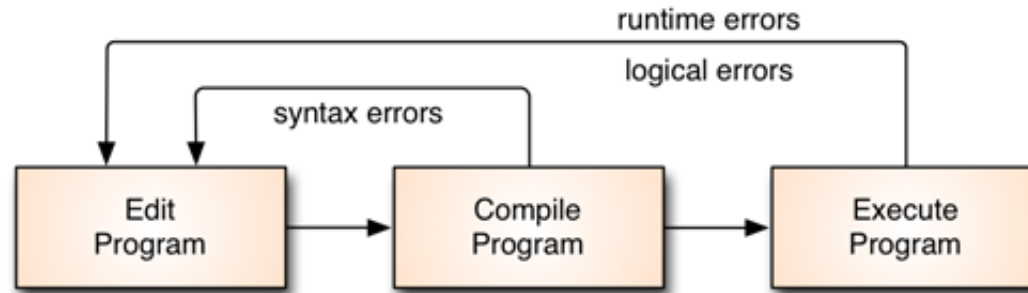 runtime errors
logical errors
syntax errors
Edit
Program
Compile
Program
Execute
Program